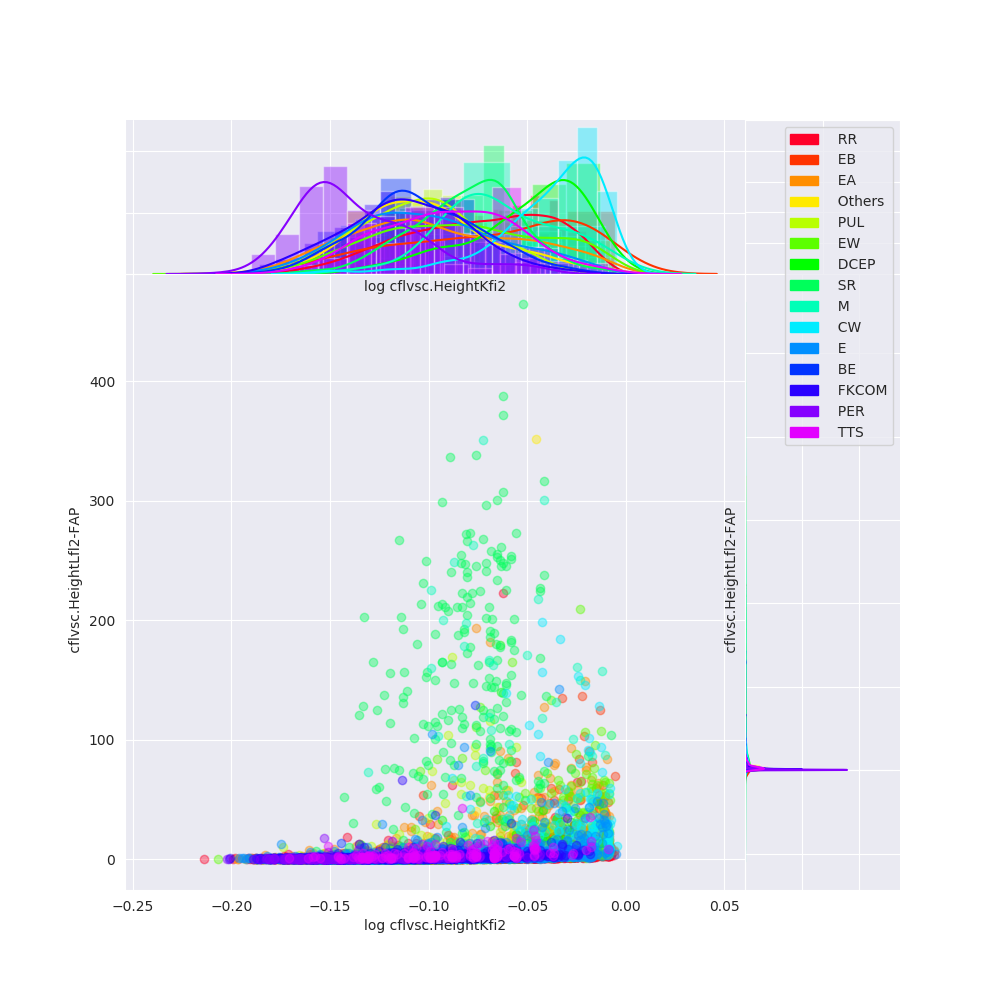 RR
EB
EA
Others
PUL
EW
DCEP
SR
M
CW
E
BE
FKCOM
PER
TTS
log cflvsc.HeightKfi2
400
300
200
100
0
cflvsc.HeightLfl2-FAP
cflvsc.HeightLfl2-FAP
−0.25
−0.20
−0.15
−0.10
−0.05
0.00
0.05
log cflvsc.HeightKfi2